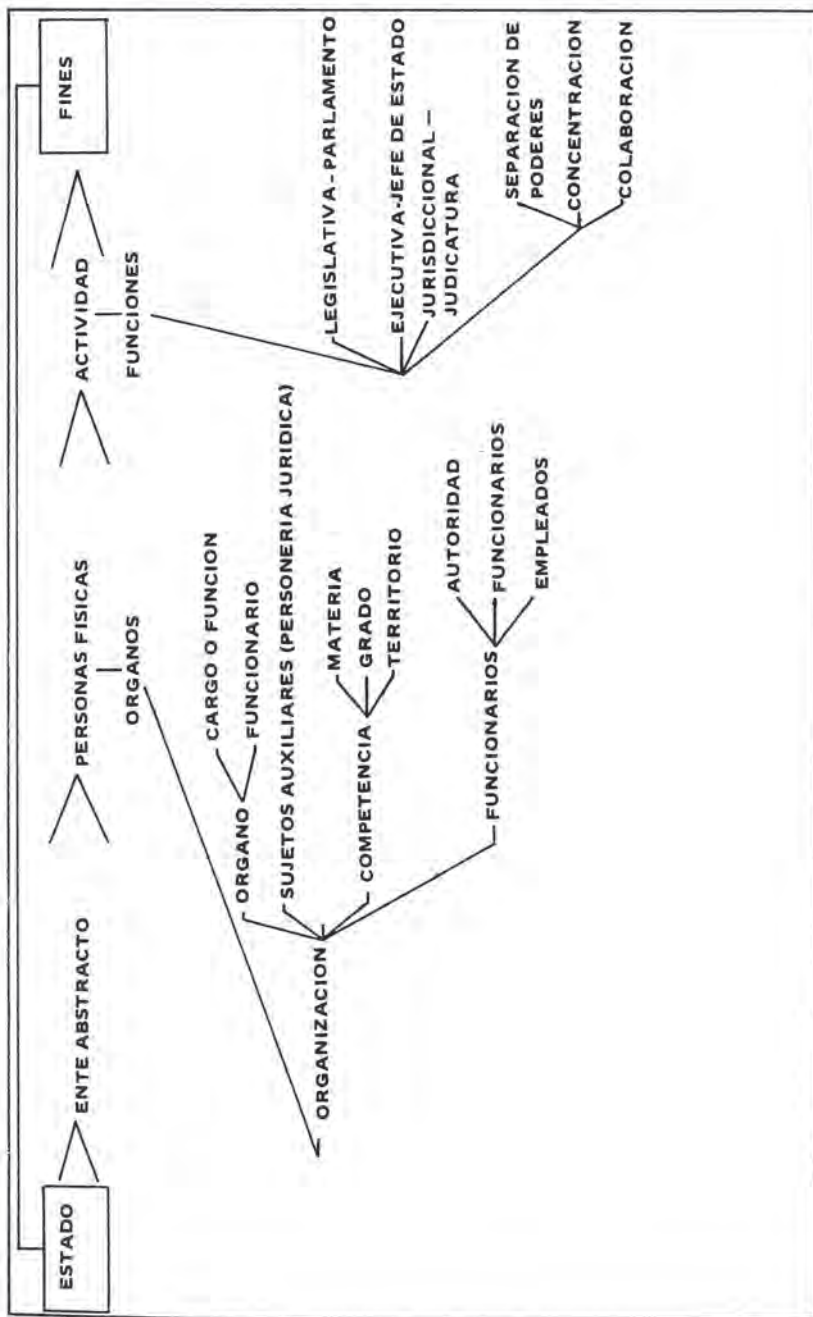 ESTADO
ENTE ABSTRACTO
PERSONAS FISICAS
ORGANOS
ACTIVIDAD
FUNCIONES
FINES
ORGANIZACION
ORGANO
CARGO O FUNCION
FUNCIONARIO
SUJETOS AUXILIARES (PERSONERIA JURIDICA)
COMPETENCIA
MATERIA
GRADO
TERRITORIO
FUNCIONARIOS
AUTORIDAD
FUNCIONARIOS
EMPLEADOS
LEGISLATIVA - PARLAMENTO
EJECUTIVA-JEFE DE ESTADO
JURISDICCIONAL —
JUDICATURA
SEPARACION DE
PODERES
CONCENTRACION
COLABORACION